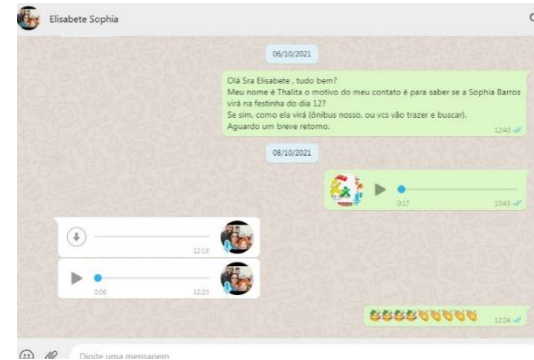 Elisabete Sophia
06/10/2021
Olá Sra Elisabete , tudo bem?
Meu nome é Thalita o motivo do meu contato é para saber se a Sophia Barros
virá na festinha do dia 12?
Se sim, como ela virá (ônibus nosso, ou vcs vão trazer e buscar).
Aguardo um breve retorno.
12:40
08/10/2021
0:17
10:43
12:18
0:08
12:20
12:24
Digite uma mensagem